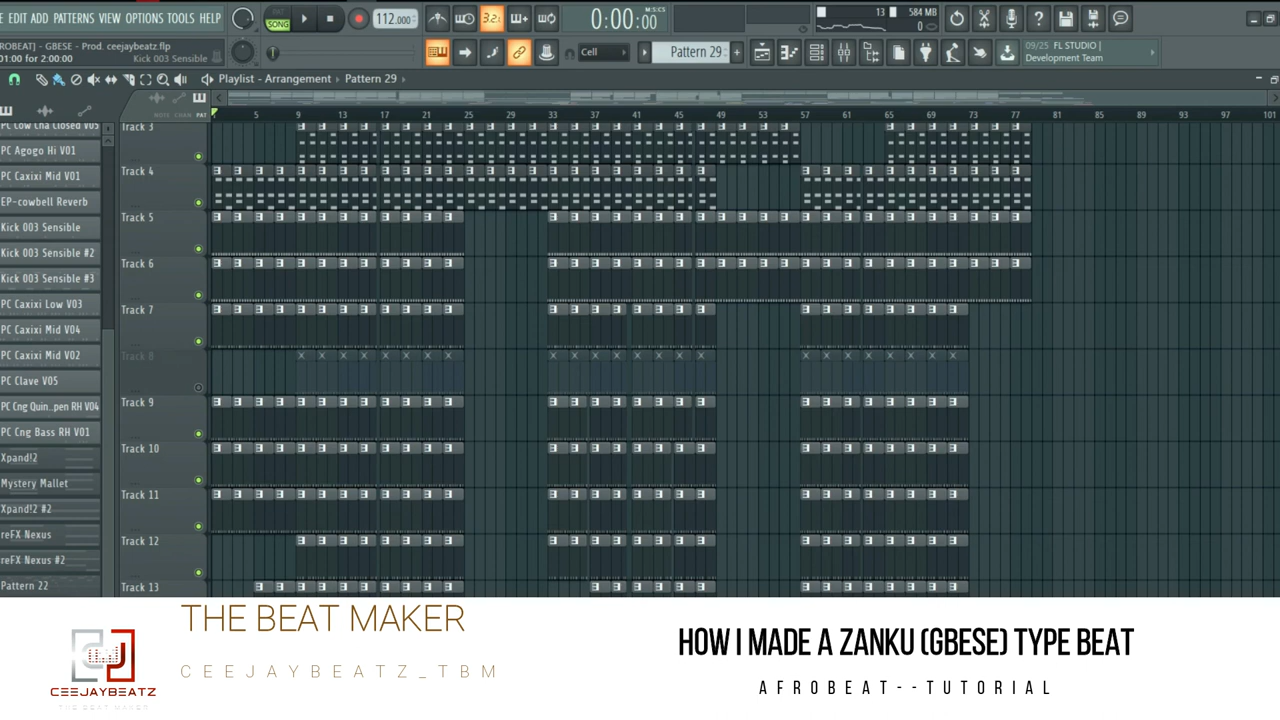 E EDIT ADD PATTERNS VIEW OPTIONS TOOLS HELP
PAT
SONG
112.000
32
0:00:00
M:S:CS
13
584 MB
0
ROBEAT) - GBESE - Prod. ceejaybeatz.flp
01:00 for 2:00:00
Kick 003 Sensible
Cell
Pattern 29
+
09/25 FL STUDIO |
Development Team
Playlist - Arrangement
Pattern 29
NOTE CHAN PAT
5 9 13 17 21 25 29 33 37 41 45 49 53 57 61 65 69 73 77 81 85 89 93 97 101
PC Cow Cha Closed V05
PC Agogo Hi V01
PC Caxixi Mid V01
EP-cowbell Reverb
Kick 003 Sensible
Kick 003 Sensible #2
Kick 003 Sensible #3
PC Caxixi Low V03
PC Caxixi Mid V04
PC Caxixi Mid V02
PC Clave V05
PC Cng Quin..pen RH V04
PC Cng Bass RH V01
Xpand!2
Mystery Mallet
Xpand!2 #2
reFX Nexus
reFX Nexus #2
Pattern 22
Track 3
Track 4
Track 5
Track 6
Track 7
Track 8
Track 9
Track 10
Track 11
Track 12
Track 13
CEEJAYBEATZ
THE BEAT MAKER
THE BEAT MAKER
CEEJAYBEATZ_TBM
HOW I MADE A ZANKU (GBESE) TYPE BEAT
AFROBEAT--TUTORIAL